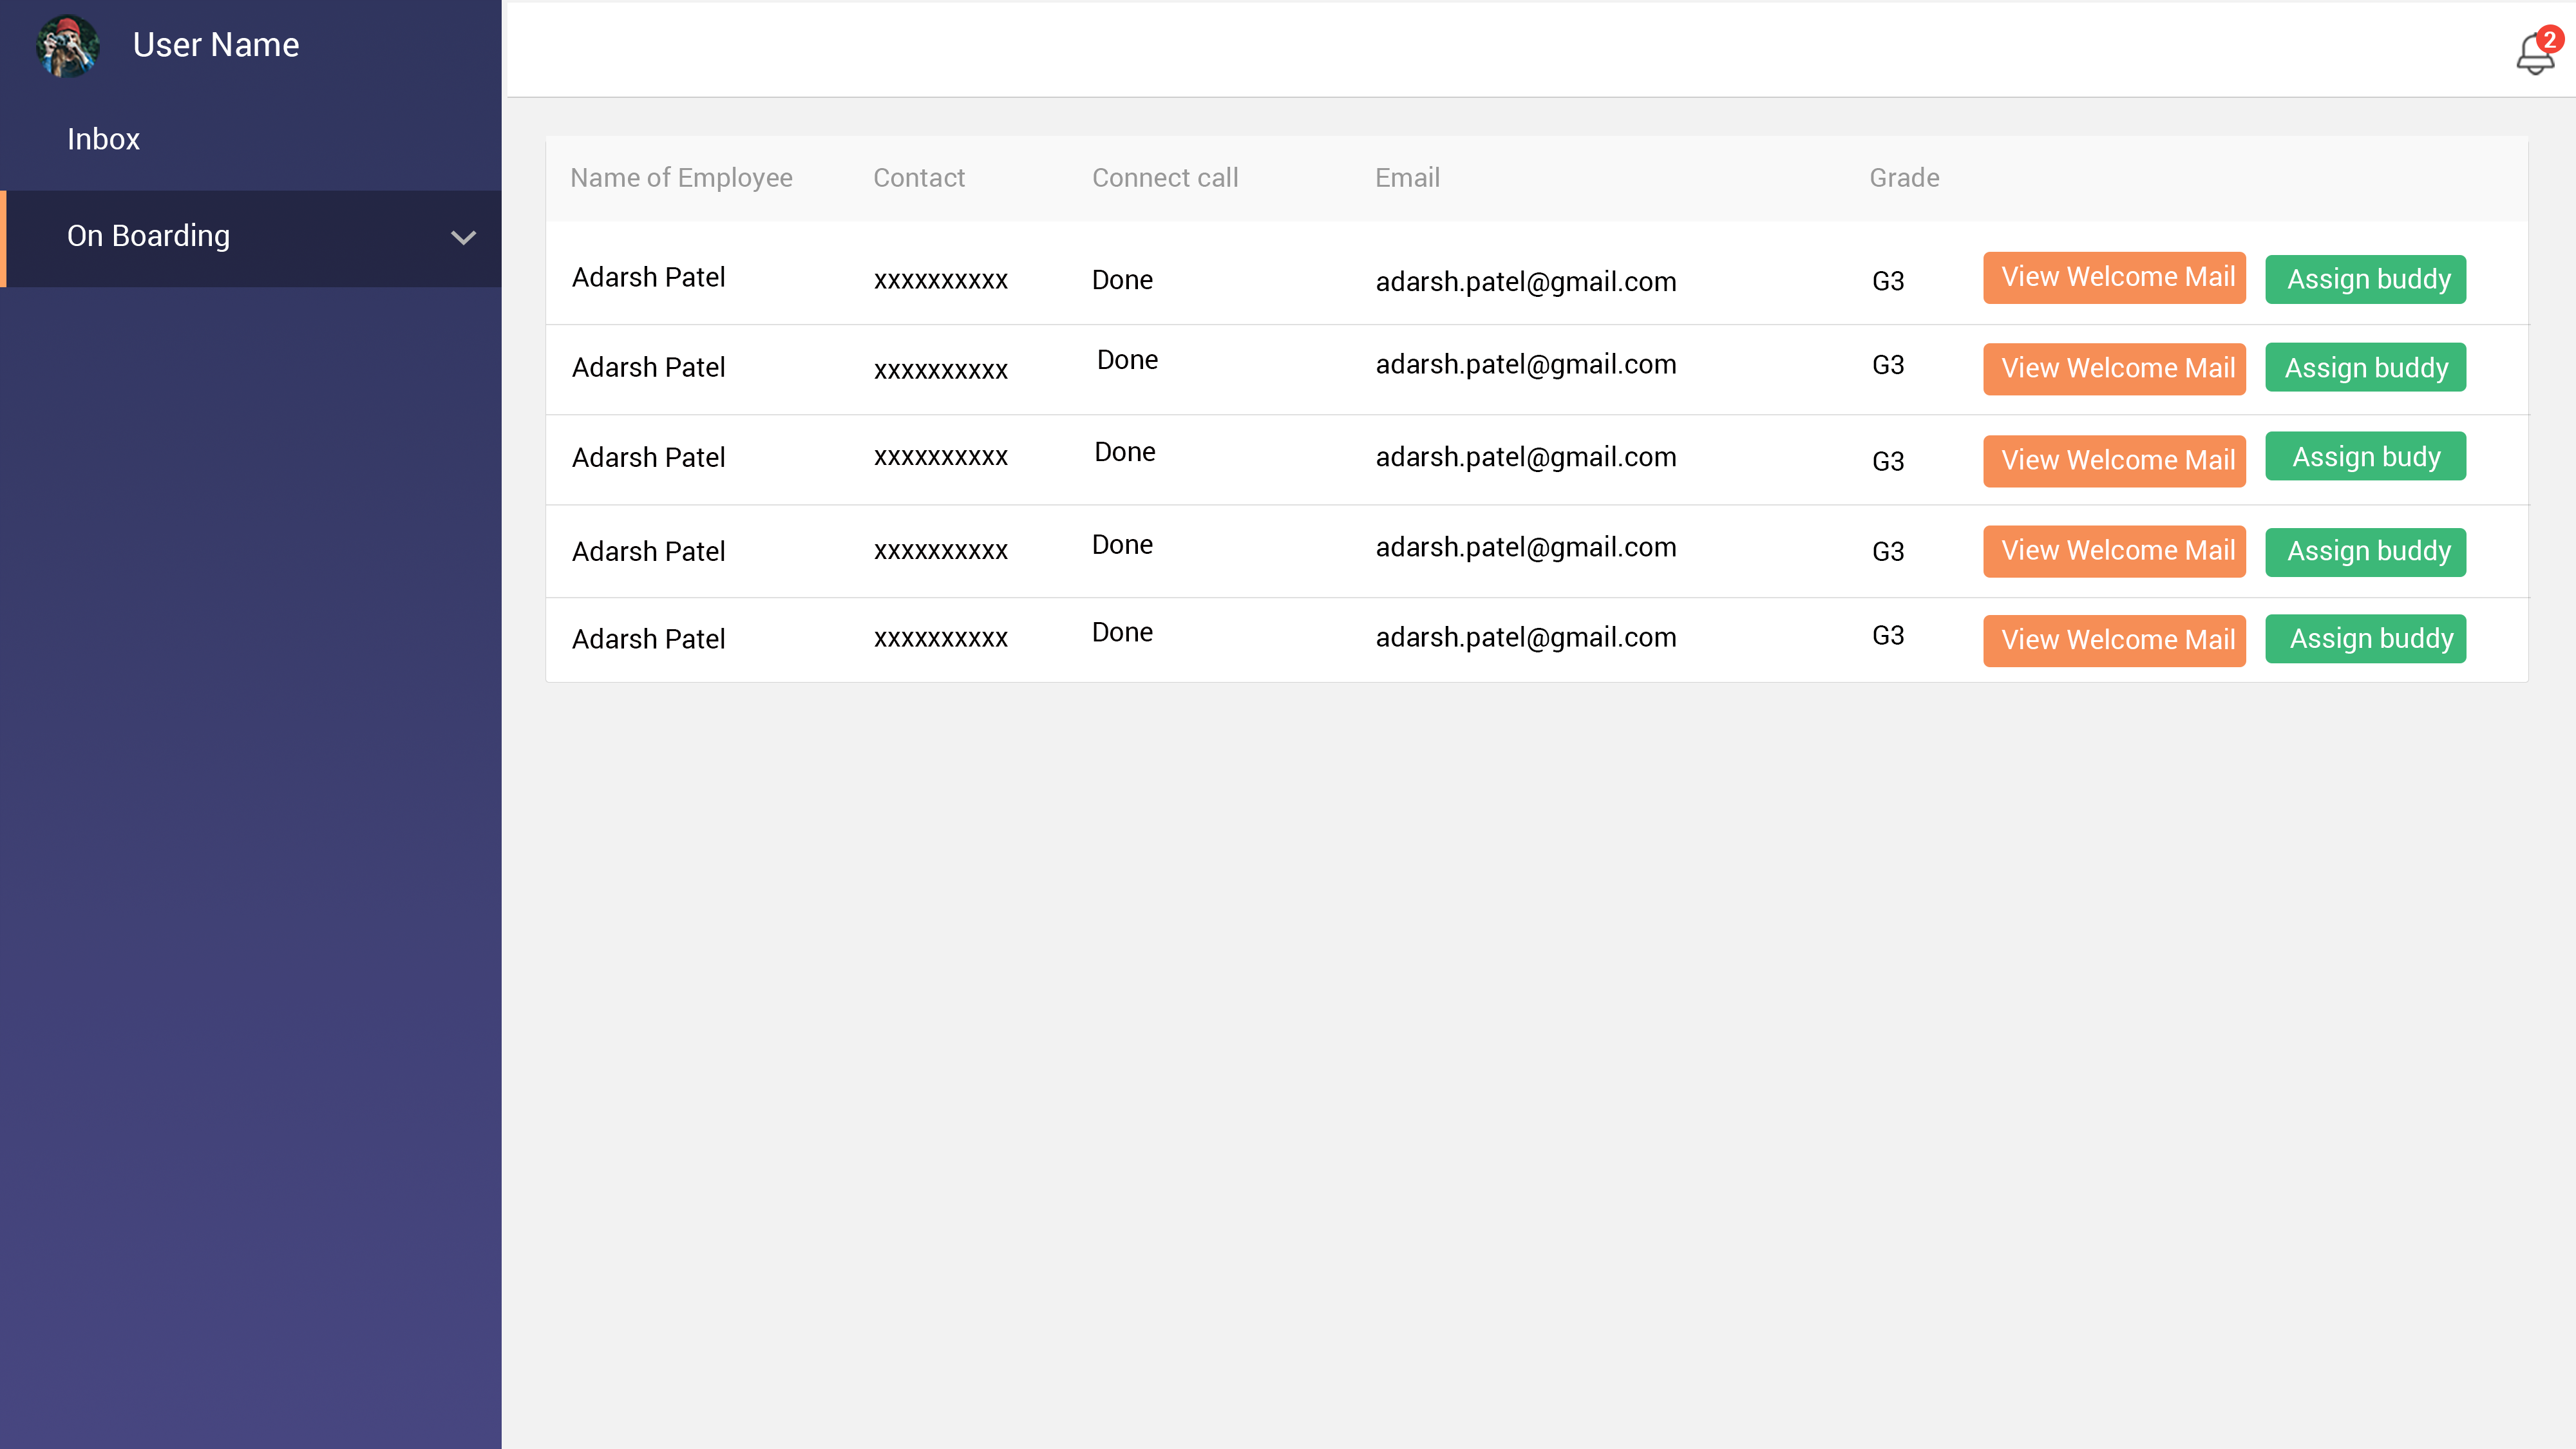 User Name
2
Inbox
On Boarding
Name of Employee Contact Connect call Email Grade
Adarsh Patel xxxxxxxxxx Done adarsh.patel@gmail.com G3 View Welcome Mail Assign buddy
Adarsh Patel xxxxxxxxxx Done adarsh.patel@gmail.com G3 View Welcome Mail Assign buddy
Adarsh Patel xxxxxxxxxx Done adarsh.patel@gmail.com G3 View Welcome Mail Assign budy
Adarsh Patel xxxxxxxxxx Done adarsh.patel@gmail.com G3 View Welcome Mail Assign buddy
Adarsh Patel xxxxxxxxxx Done adarsh.patel@gmail.com G3 View Welcome Mail Assign buddy